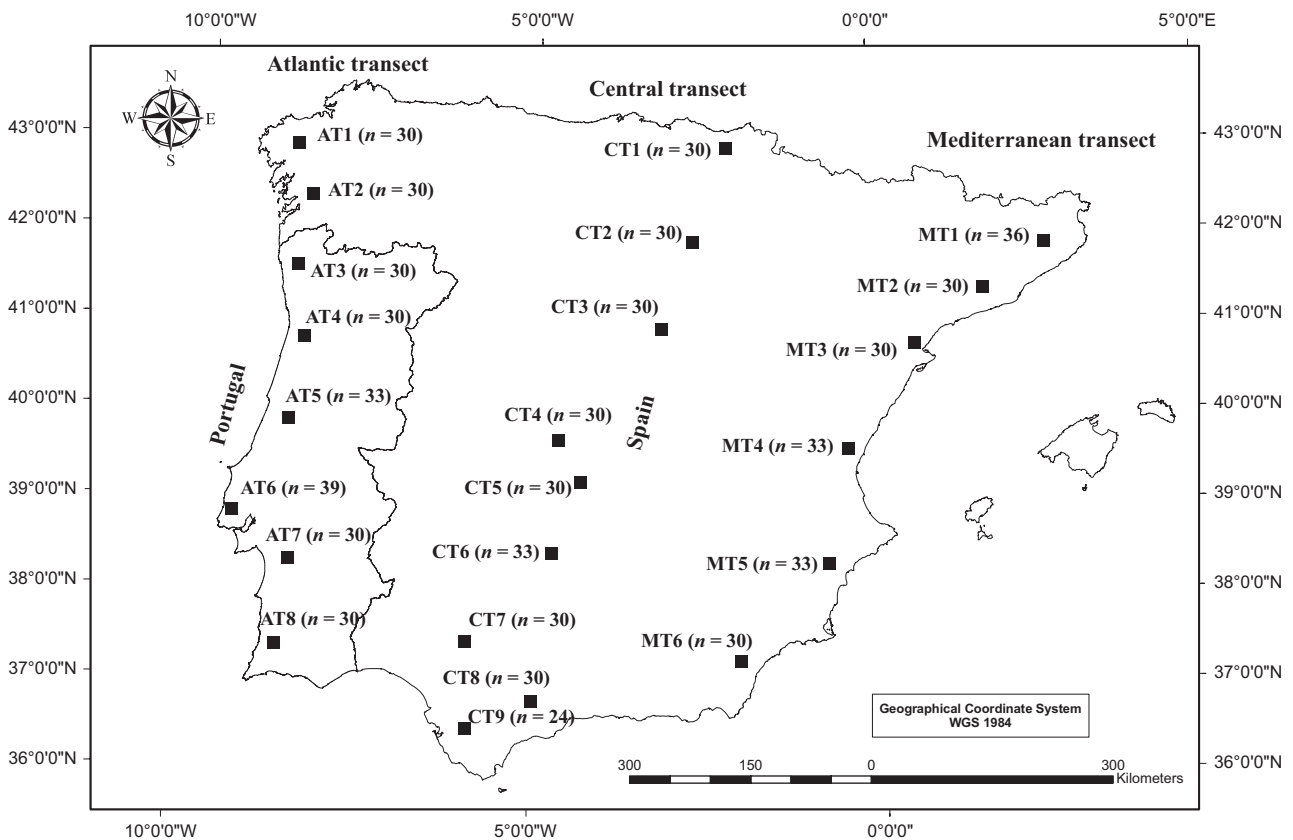 10°0'0"W 5°0'0"W 0°0'0" 5°0'0"E
Atlantic transect
Central transect
Mediterranean transect
N
W E
S
43°0'0"N
42°0'0"N
41°0'0"N
40°0'0"N
39°0'0"N
38°0'0"N
37°0'0"N
36°0'0"N
AT1 (n = 30)
AT2 (n = 30)
AT3 (n = 30)
AT4 (n = 30)
AT5 (n = 33)
AT6 (n = 39)
AT7 (n = 30)
AT8 (n = 30)
Portugal
CT1 (n = 30)
CT2 (n = 30)
CT3 (n = 30)
CT4 (n = 30)
CT5 (n = 30)
CT6 (n = 33)
CT7 (n = 30)
CT8 (n = 30)
CT9 (n = 24)
Spain
MT1 (n = 36)
MT2 (n = 30)
MT3 (n = 30)
MT4 (n = 33)
MT5 (n = 33)
MT6 (n = 30)
43°0'0"N
42°0'0"N
41°0'0"N
40°0'0"N
39°0'0"N
38°0'0"N
37°0'0"N
36°0'0"N
Geographical Coordinate System
WGS 1984
300 150 0 300
Kilometers
10°0'0"W 5°0'0"W 0°0'0"